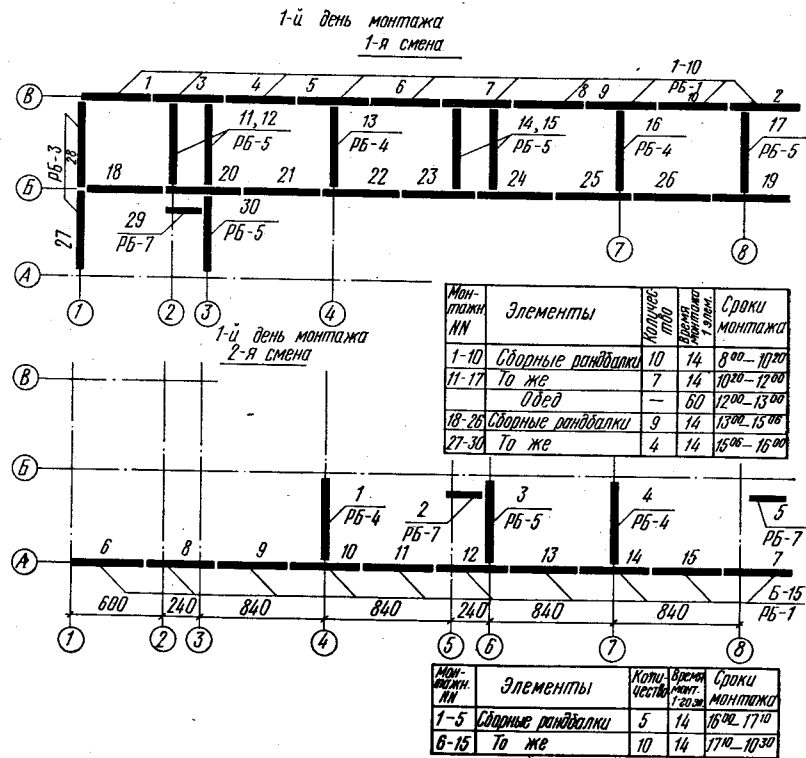 1-й день монтажа
1-я смена
1-10
РБ-1
В
1 3 4 5 6 7 8 9 10 2
11, 12
РБ-5
13
РБ-4
14, 15
РБ-5
16
РБ-4
17
РБ-5
РБ-3
28
Б
18 20 21 22 23 24 25 26 19
29
РБ-7
30
РБ-5
27
А
1 2 3 4 7 8
Мон-
тажн.
NN
Элементы
Количес
тво
Время
монтажа
1 элем.
Сроки
монтажа
1-10 Сборные рандбалки 10 14 8⁰⁰–10²⁰
11-17 То же 7 14 10²⁰–12⁰⁰
Обед — 60 12⁰⁰–13⁰⁰
18-26 Сборные рандбалки 9 14 13⁰⁰–15⁰⁶
27-30 То же 4 14 15⁰⁶–16⁰⁰
1-й день монтажа
2-я смена
В
Б
1
РБ-4
2
РБ-7
3
РБ-5
4
РБ-4
5
РБ-7
А
6 8 9 10 11 12 13 14 15 7
Б-15
РБ-1
600 240 840 840 240 840 840
1 2 3 4 5 6 7 8
Мон-
тажн.
NN
Элементы
Коли-
чество
Время
монт.
Сроки
монтажа
1-5 Сборные рандбалки 5 14 16⁰⁰–17¹⁰
6-15 То же 10 14 17¹⁰–10³⁰